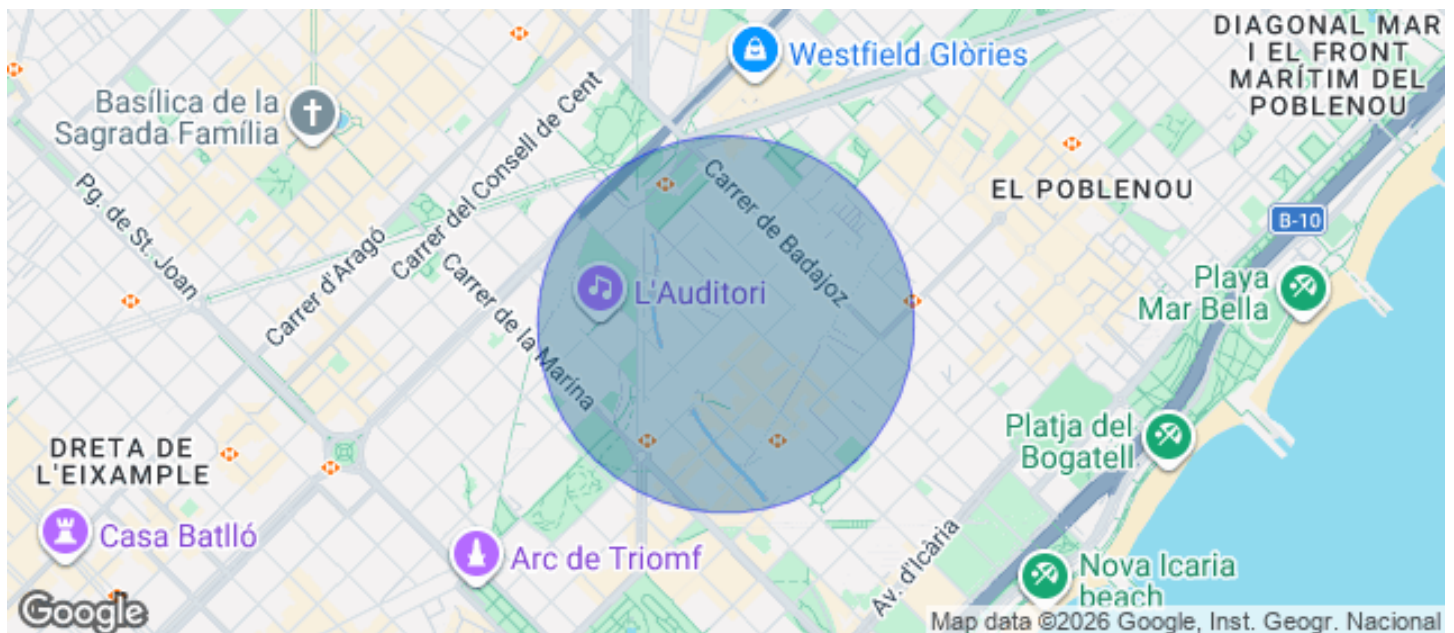 DIAGONAL MAR
I EL FRONT
MARÍTIM DEL
POBLENOU
Westfield Glòries
Basílica de la
Sagrada Família
Carrer del Consell de Cent
Carrer d'Aragó
Pg. de St. Joan
Carrer de Badajoz
EL POBLENOU
B-10
Carrer de la Marina
L'Auditori
Playa
Mar Bella
Platja del
Bogatell
DRETA DE
L'EIXAMPLE
Casa Batlló
Arc de Triomf
Av. d'Icària
Nova Icaria
beach
Google
Map data ©2026 Google, Inst. Geogr. Nacional